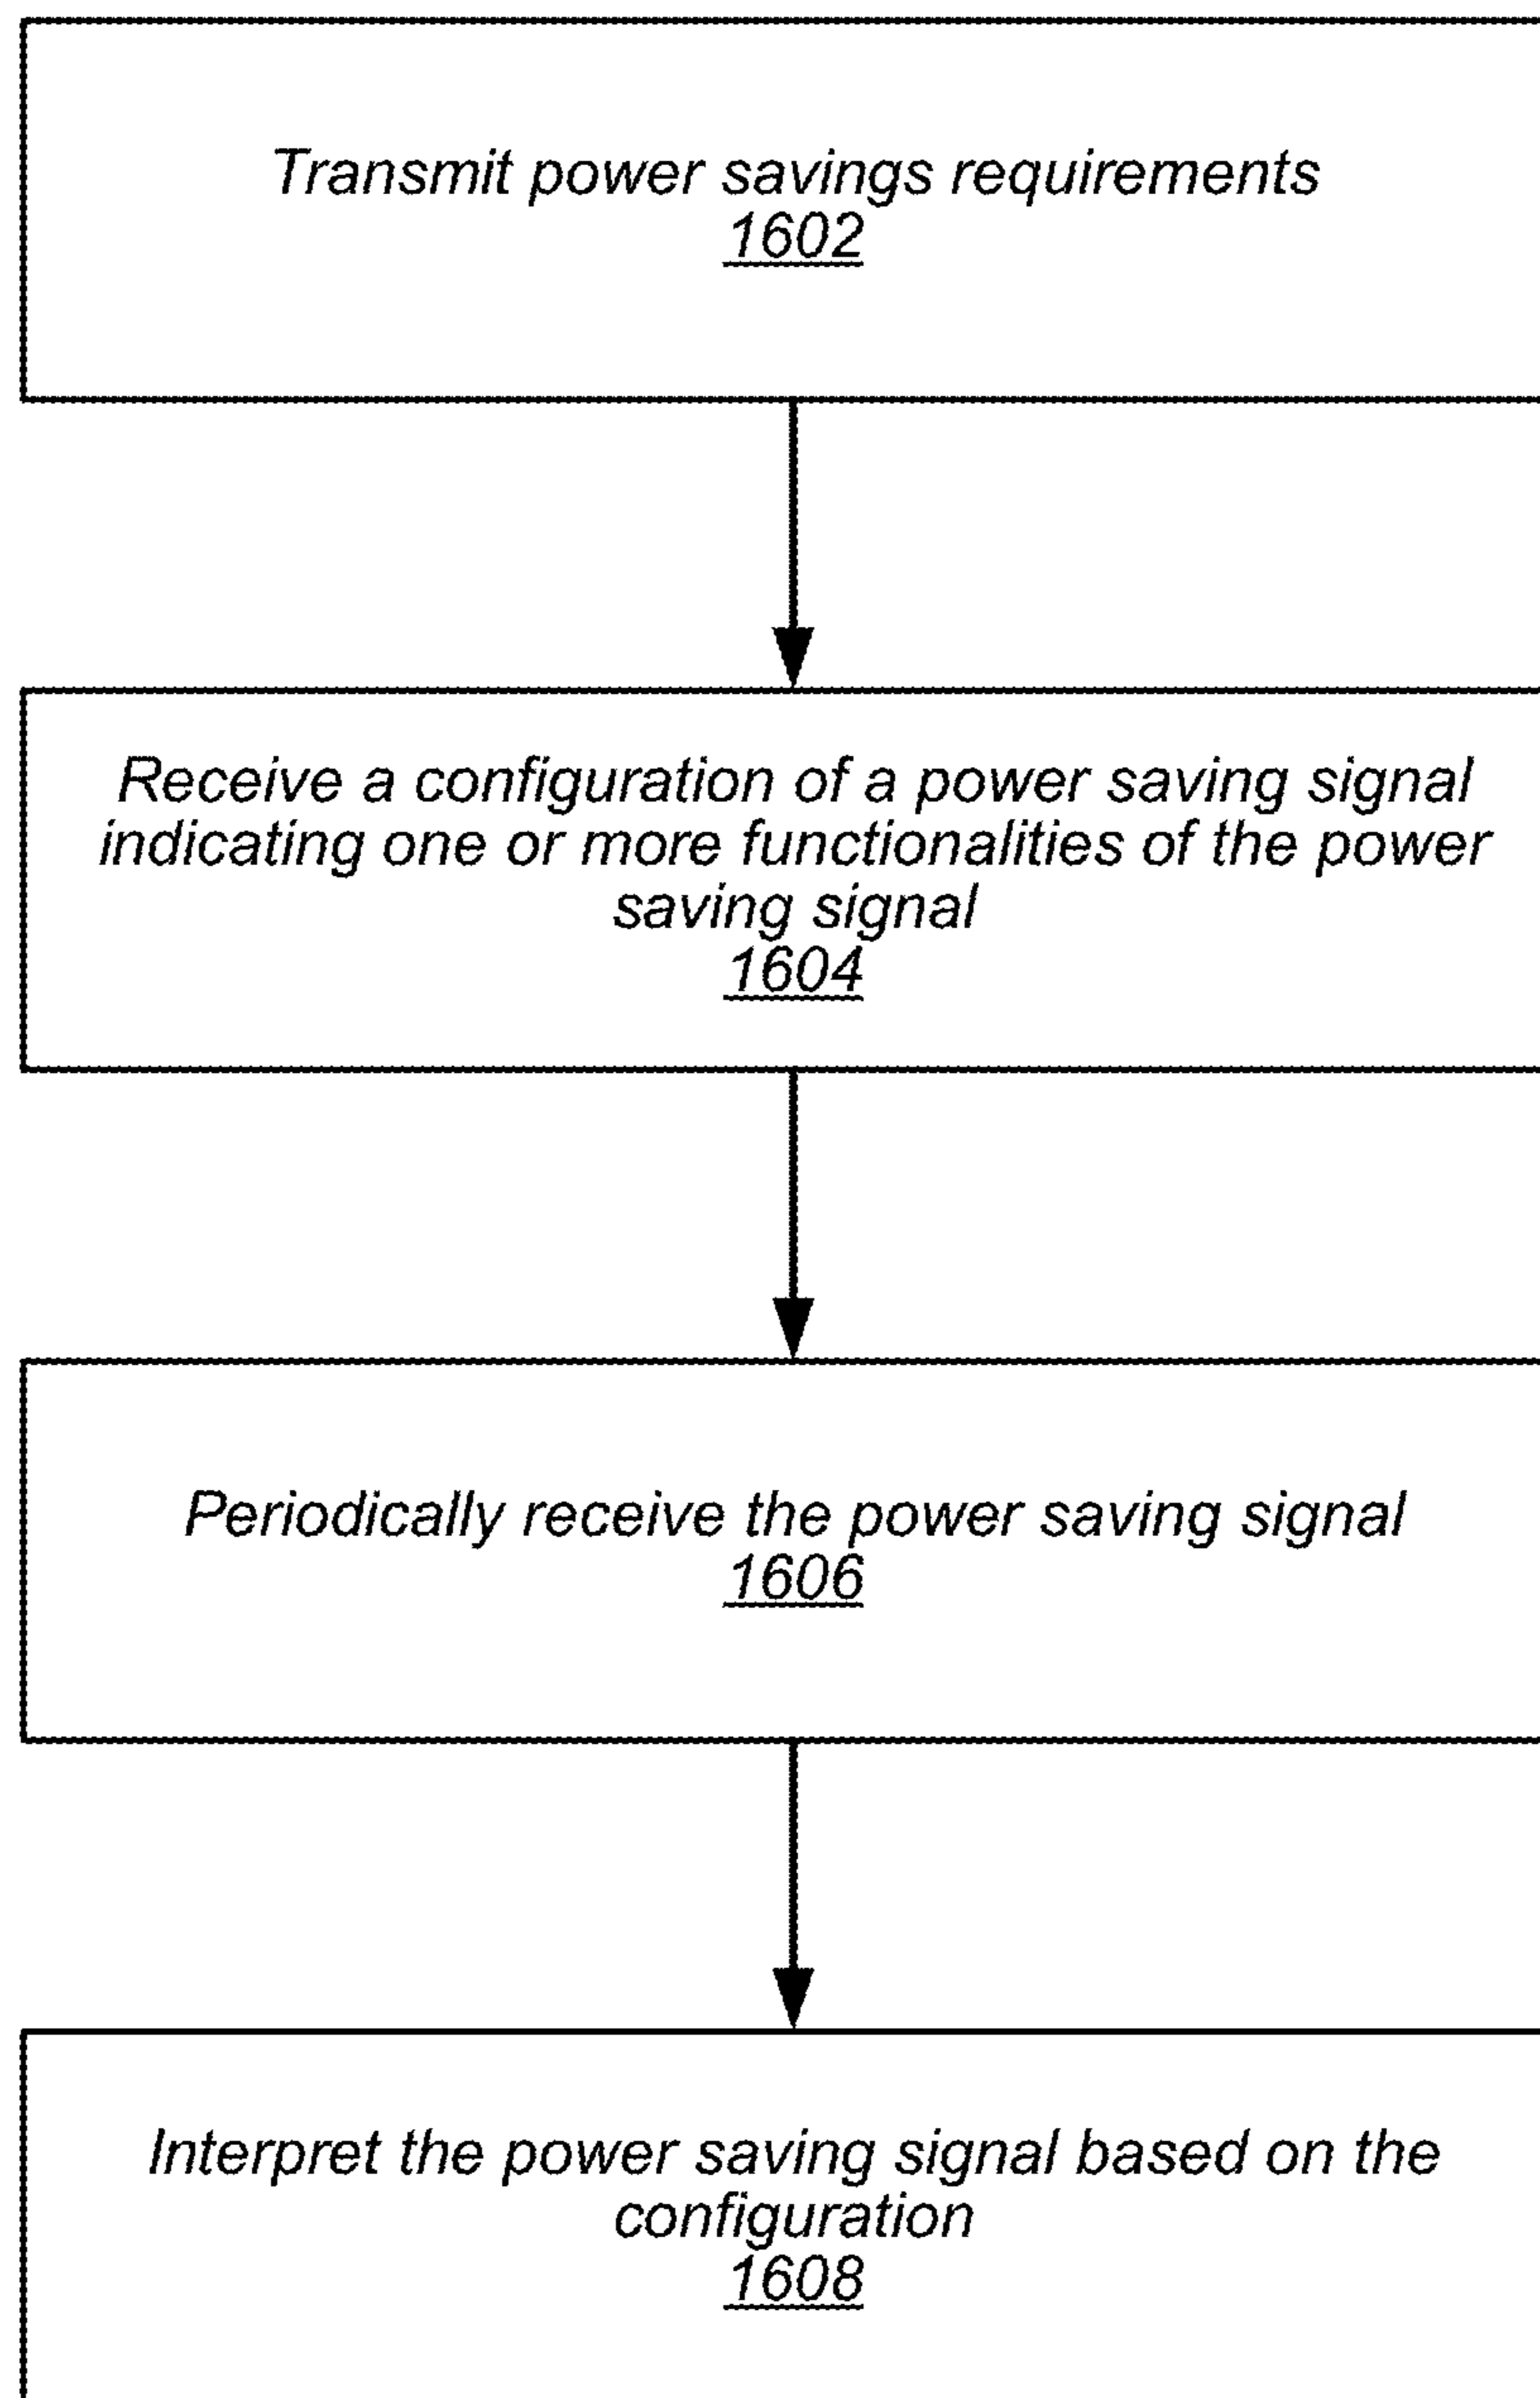 Transmit power savings requirements
1602
Receive a configuration of a power saving signal
indicating one or more functionalities of the power
saving signal
1604
Periodically receive the power saving signal
1606
Interpret the power saving signal based on the
configuration
1608